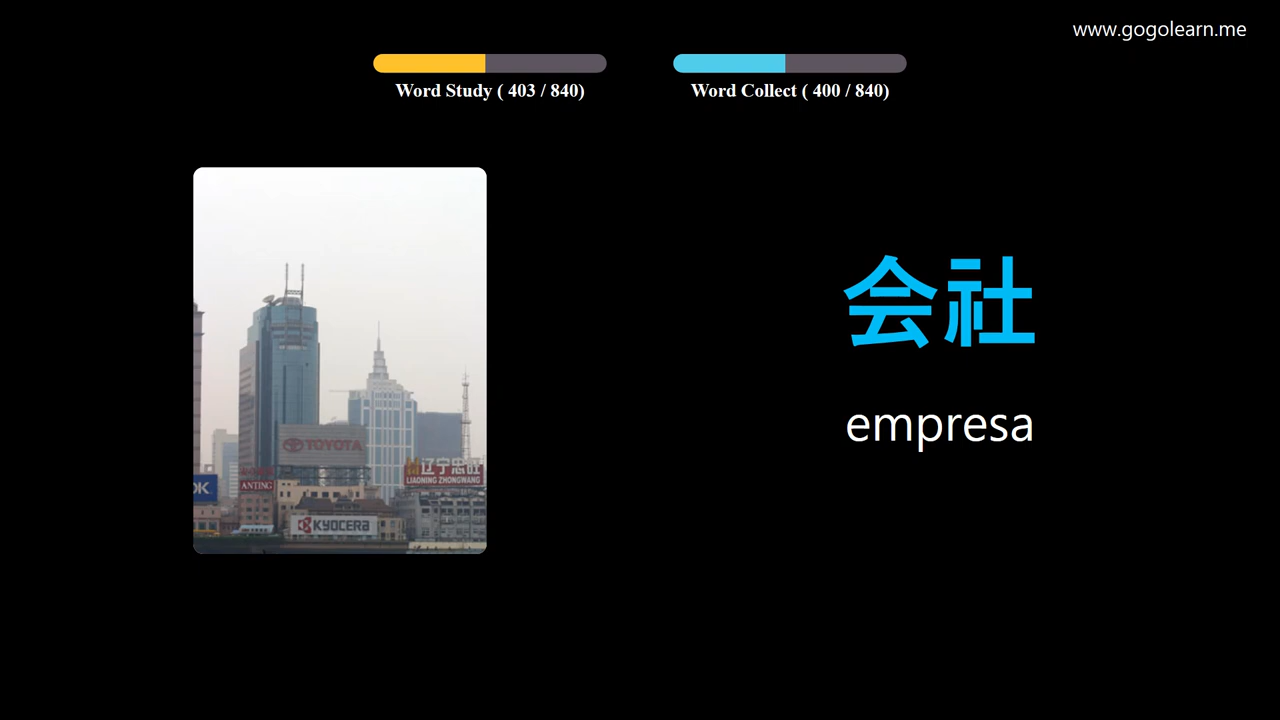 www.gogolearn.me
Word Study ( 403 / 840)
Word Collect ( 400 / 840)
会社
empresa
TOYOTA
辽宁忠旺
LIAONING ZHONGWANG
OK
ANTING
KYOCERA